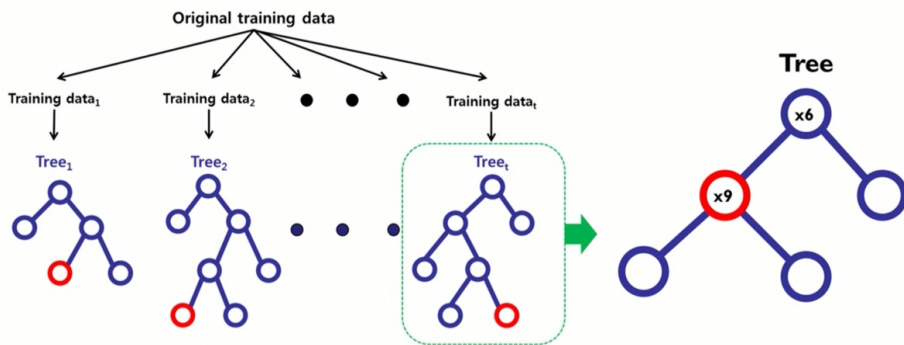 Original training data
Training data₁
Training data₂
Training dataₜ
Tree₁
Tree₂
Treeₜ
Tree
x6
x9